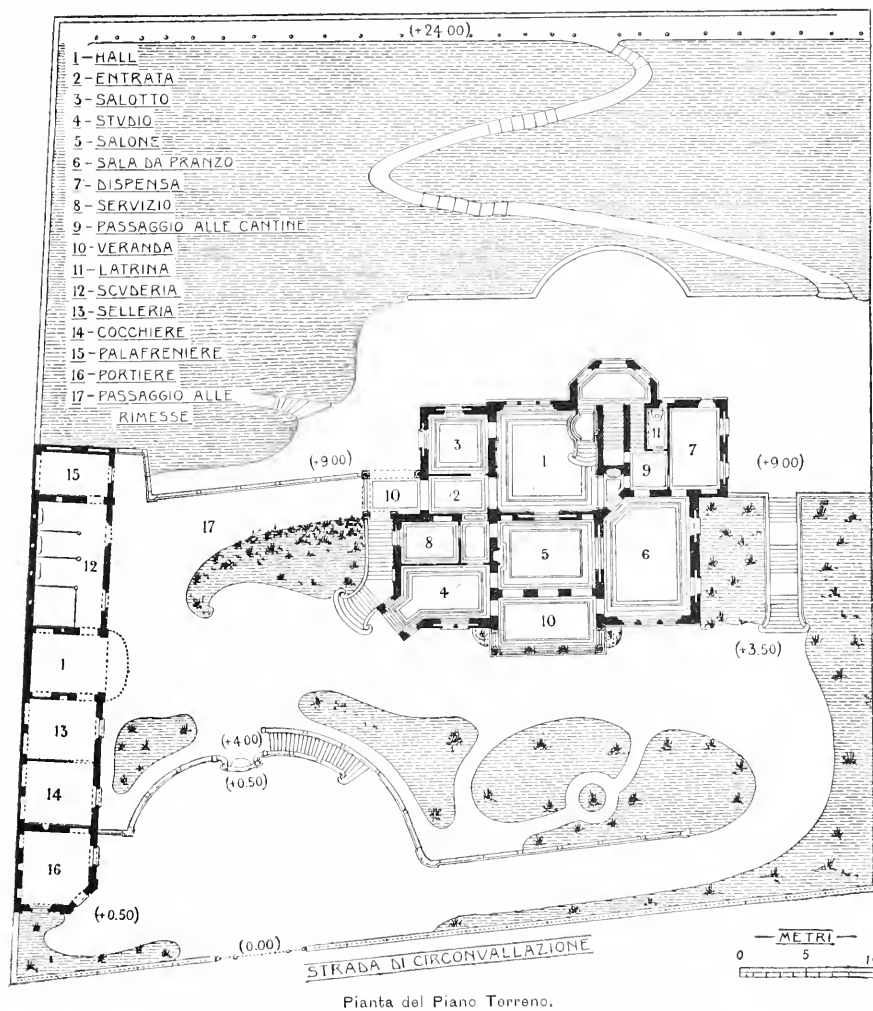 (+24 00)
1-HALL
2-ENTRATA
3-SALOTTO
4-STVDIO
5-SALONE
6-SALA DA PRANZO
7-DISPENSA
8-SERVIZIO
9-PASSAGGIO ALLE CANTINE
10-VERANDA
11-LATRINA
12-SCVDERIA
13-SELLERIA
14-COCCHIERE
15-PALAFRENIERE
16-PORTIERE
17-PASSAGGIO ALLE
RIMESSE
3
1
11
7
15
(+9 00)
9
(+9 00)
10
2
17
8
5
6
12
4
10
(+3.50)
1
13
(+4 00)
(+0.50)
14
16
(+0.50)
(0.00)
STRADA DI CIRCONVALLAZIONE
METRI
0 5
Pianta del Piano Terreno.